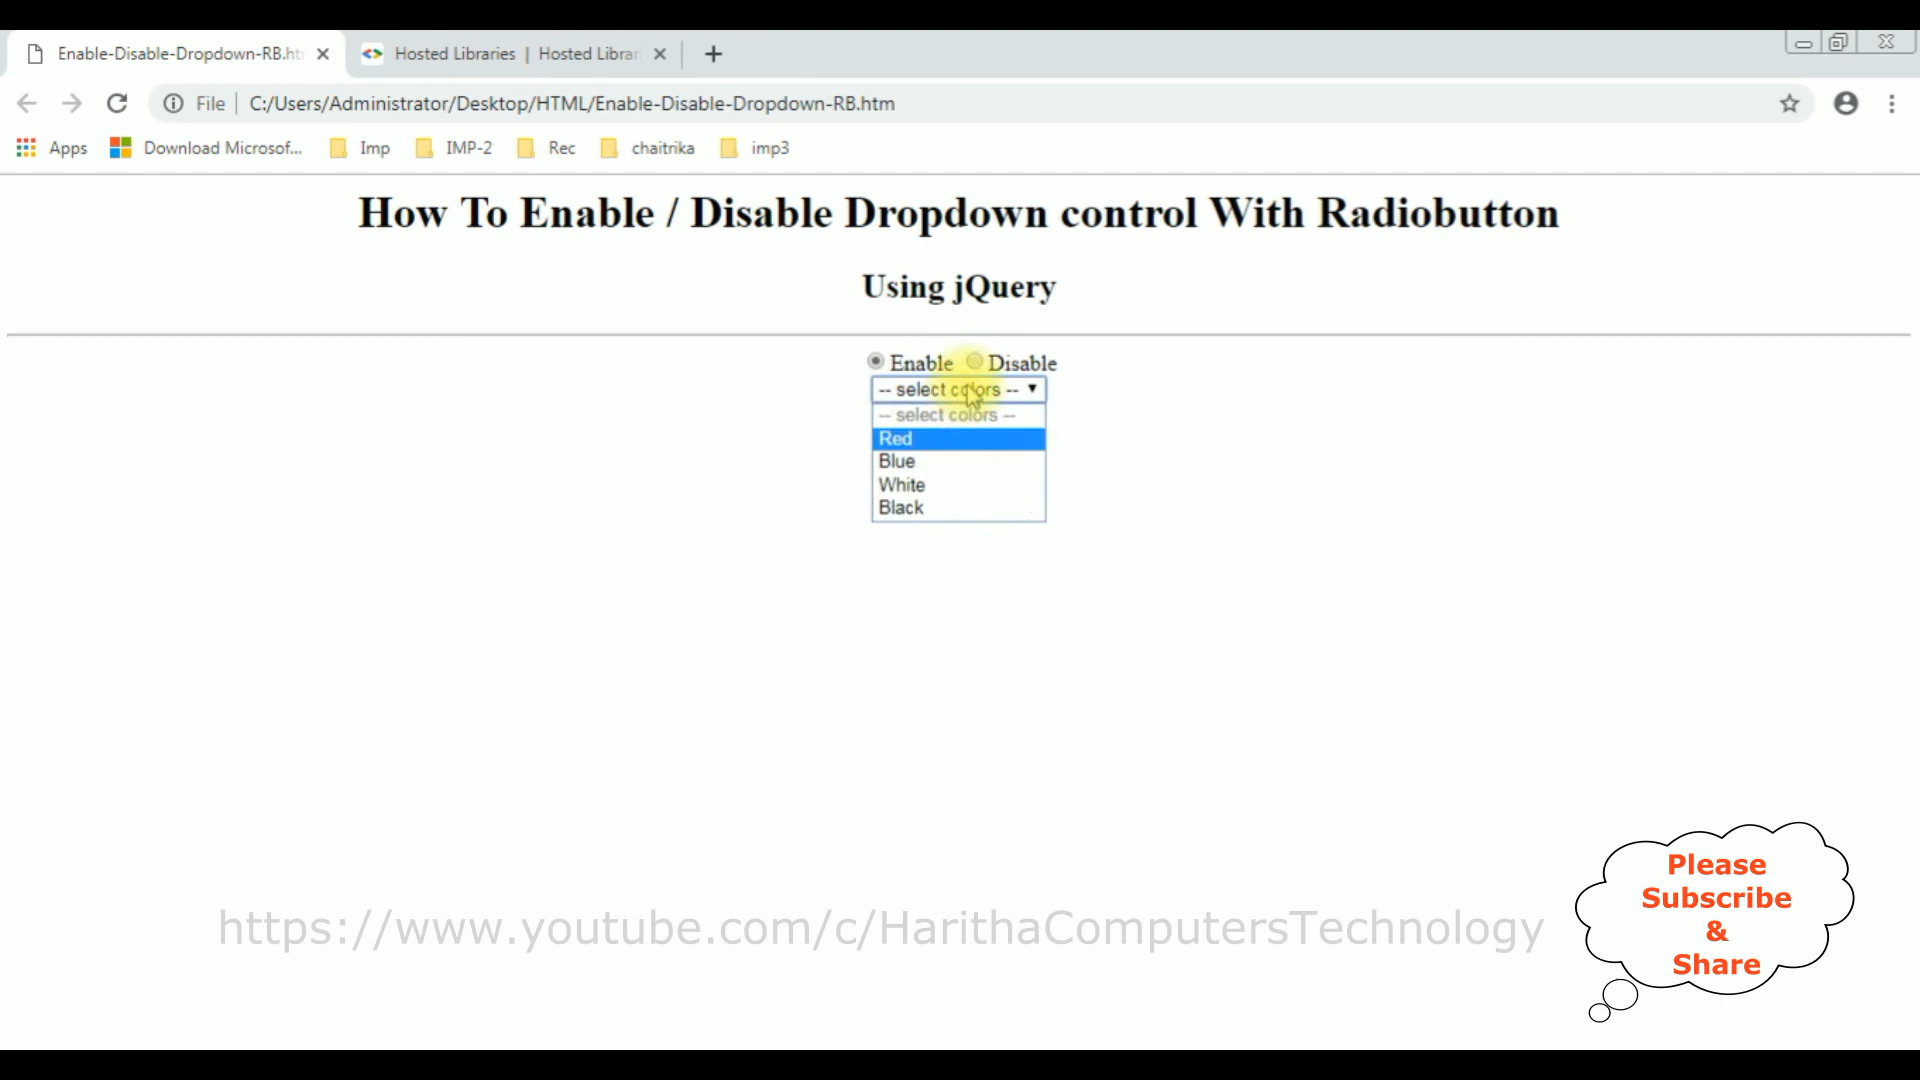 Enable-Disable-Dropdown-RB.ht
Hosted Libraries | Hosted Librar
File
C:/Users/Administrator/Desktop/HTML/Enable-Disable-Dropdown-RB.htm
Apps
Download Microsof...
Imp
IMP-2
Rec
chaitrika
imp3
How To Enable / Disable Dropdown control With Radiobutton
Using jQuery
Enable Disable
-- select colors --
-- select colors --
Red
Blue
White
Black
Please
Subscribe
&
Share
https://www.youtube.com/c/HarithaComputersTechnology